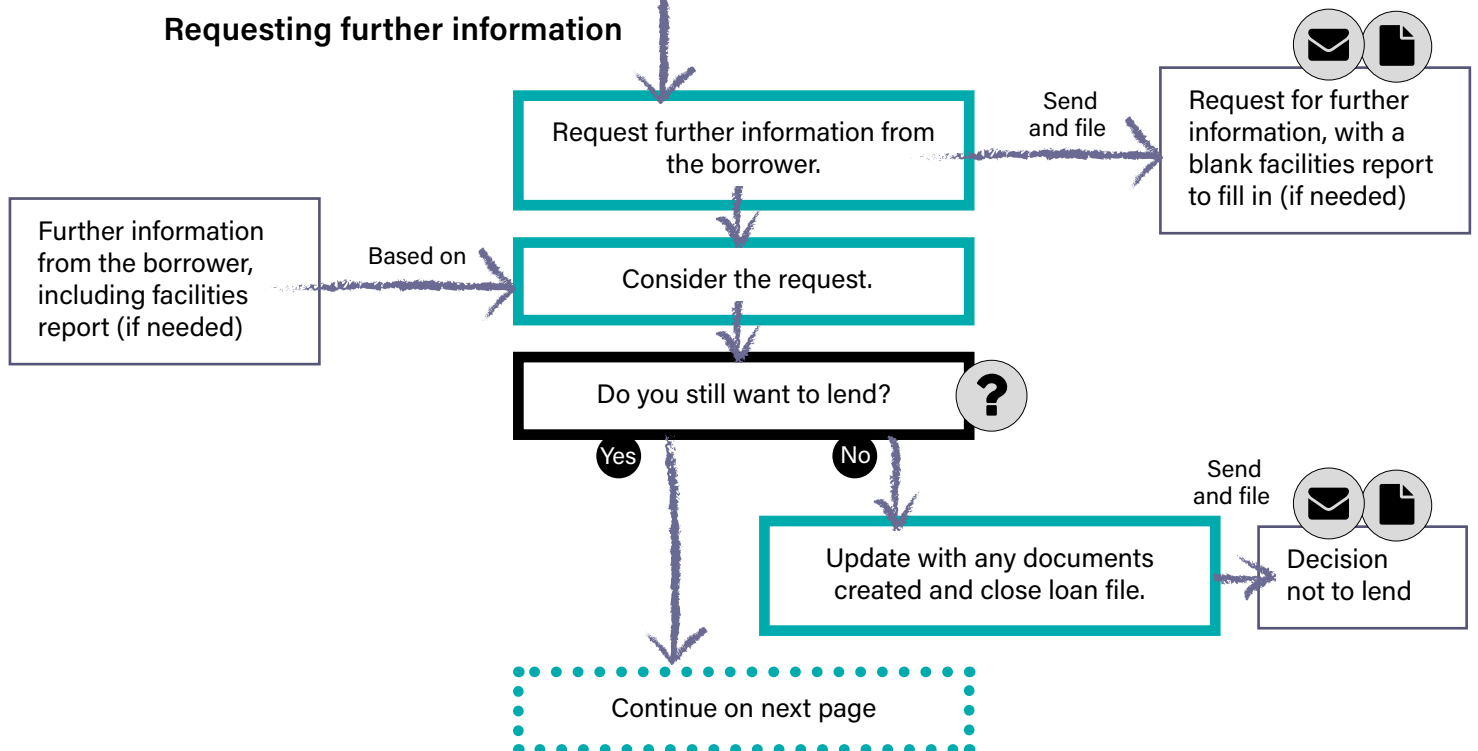 Requesting further information
Request further information from
the borrower.
Send
and file
Request for further
information, with a
blank facilities report
to fill in (if needed)
Further information
from the borrower,
including facilities
report (if needed)
Based on
Consider the request.
Do you still want to lend?
?
Yes
No
Update with any documents
created and close loan file.
Send
and file
Decision
not to lend
Continue on next page